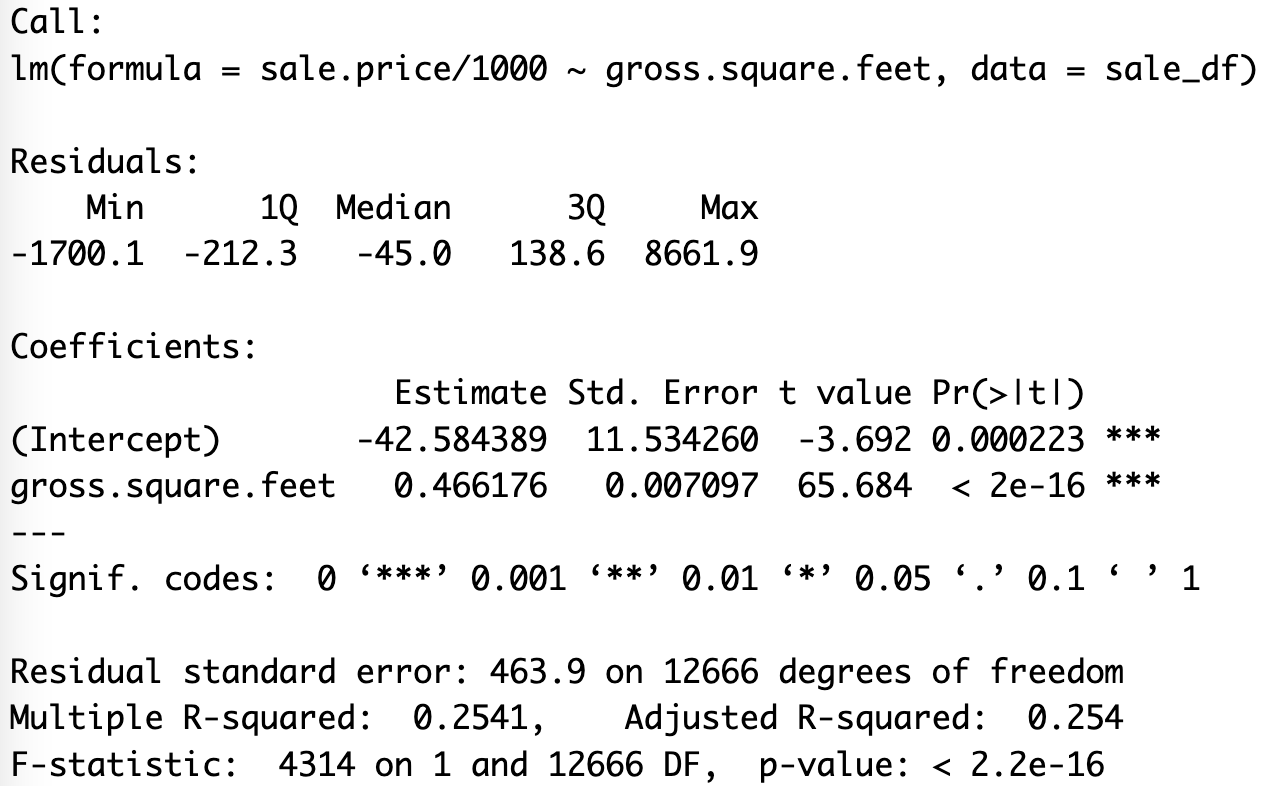 Call:
lm(formula = sale.price/1000 ~ gross.square.feet, data = sale_df)
Residuals:
Min 1Q Median 3Q Max
-1700.1 -212.3 -45.0 138.6 8661.9
Coefficients:
Estimate Std. Error t value Pr(>|t|)
(Intercept) -42.584389 11.534260 -3.692 0.000223 ***
gross.square.feet 0.466176 0.007097 65.684 < 2e-16 ***
---
Signif. codes: 0 ‘***’ 0.001 ‘**’ 0.01 ‘*’ 0.05 ‘.’ 0.1 ‘ ’ 1
Residual standard error: 463.9 on 12666 degrees of freedom
Multiple R-squared: 0.2541, Adjusted R-squared: 0.254
F-statistic: 4314 on 1 and 12666 DF, p-value: < 2.2e-16